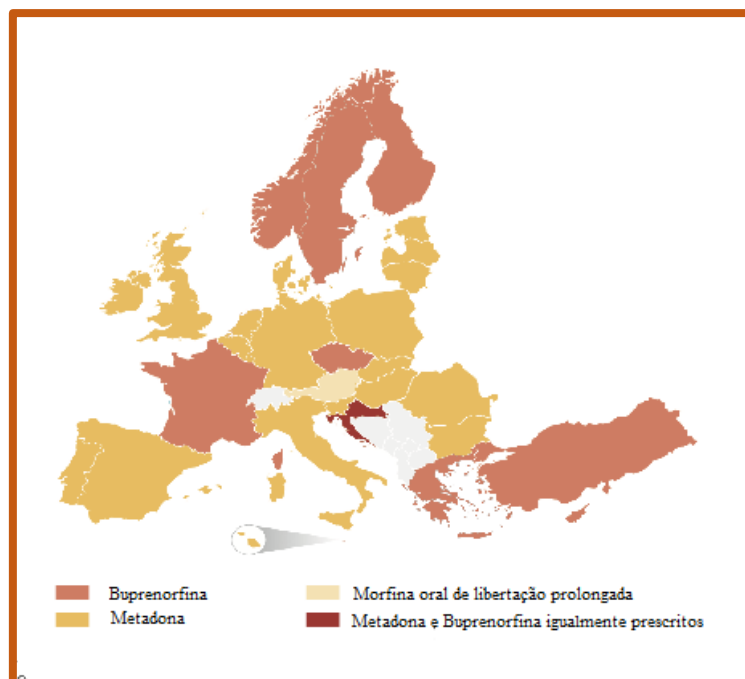 Buprenorfina
Metadona
Morfina oral de libertação prolongada
Metadona e Buprenorfina igualmente prescritos